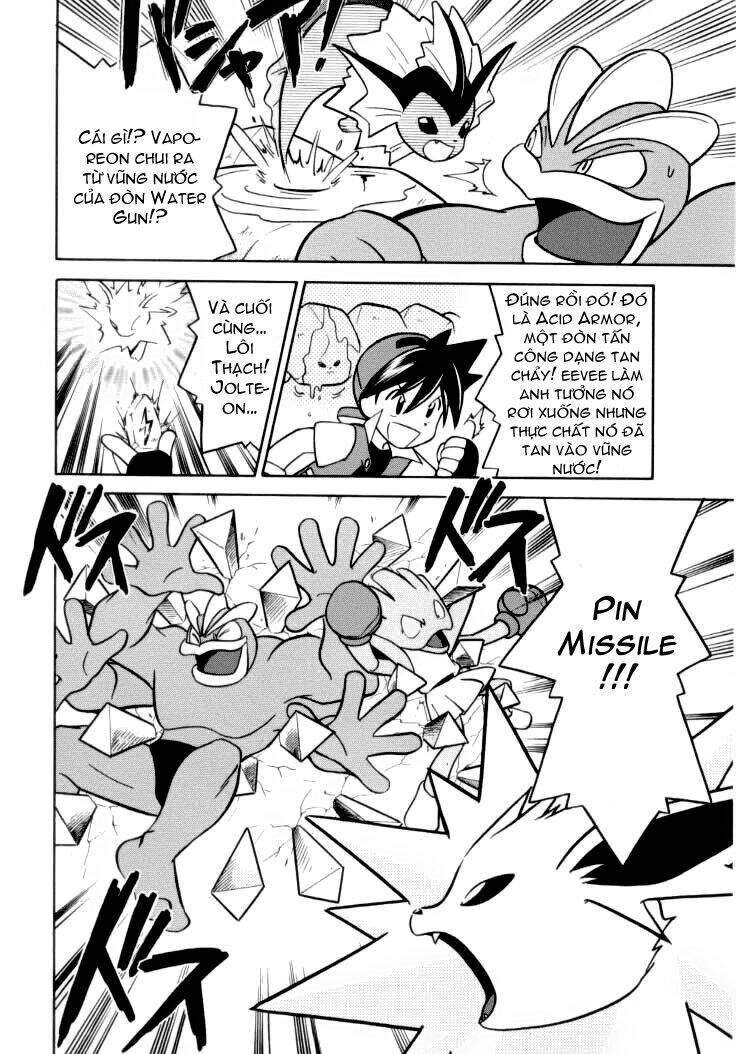 バシャッ
CÁI GÌ!? VAPO-
REON CHUI RA
TỪ VŨNG NƯỚC
CỦA ĐÒN WATER
GUN!?
ĐÚNG RỒI ĐÓ! ĐÓ
LÀ ACID ARMOR,
MỘT ĐÒN TẤN
CÔNG DẠNG TAN
CHẢY! EEVEE LÀM
ANH TƯỞNG NÓ
RƠI XUỐNG NHƯNG
THỰC CHẤT NÓ ĐÃ
TAN VÀO VŨNG
NƯỚC!
VÀ CUỐI
CÙNG...
LÔI
THẠCH!
JOLTE-
ON...
PIN
MISSILE
!!!
ドス
ドス
ドス